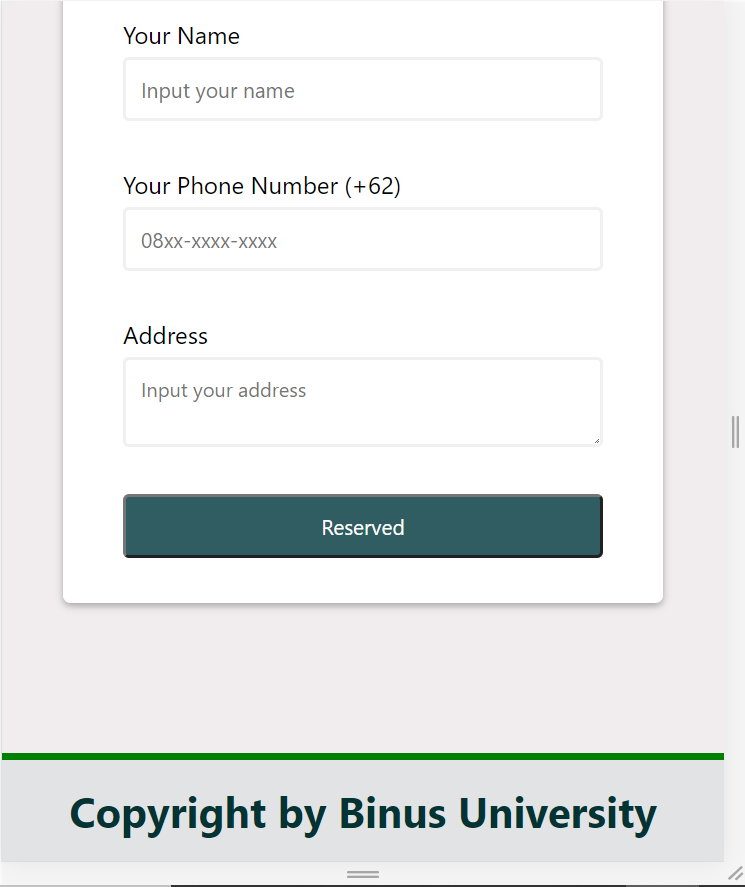 Your Name
Input your name
Your Phone Number (+62)
08xx-xxxx-xxxx
Address
Input your address
Reserved
Copyright by Binus University